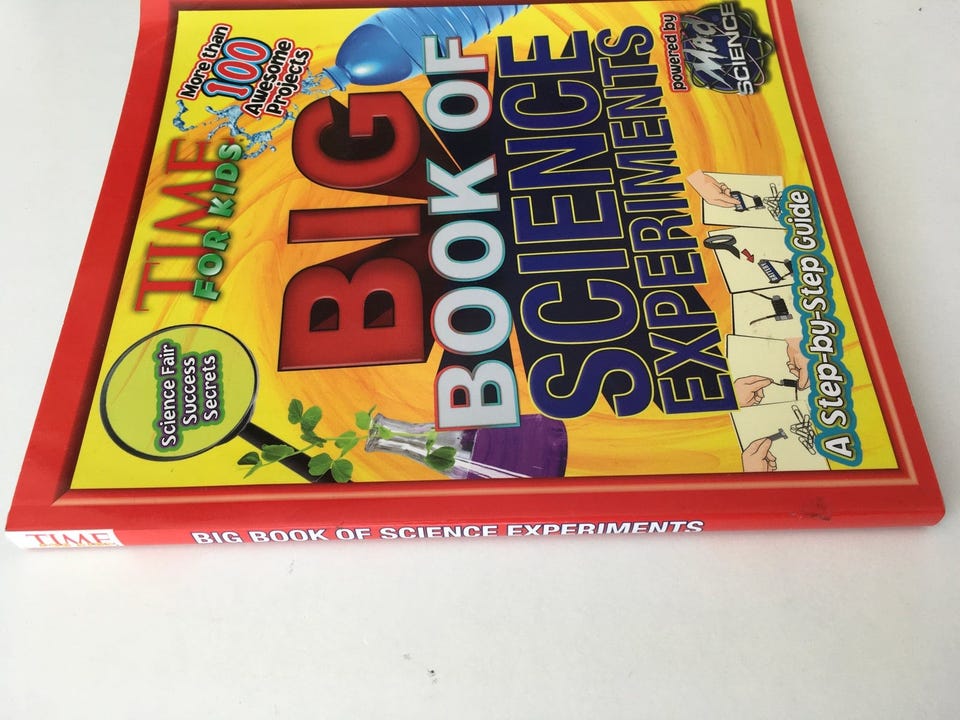 More than
100
Awesome
Projects
TIME
FOR KIDS
Science Fair
Success
Secrets
BIG
BOOK OF
SCIENCE
EXPERIMENTS
powered by
Mad
SCIENCE
A Step-by-Step Guide
TIME
BIG BOOK OF SCIENCE EXPERIMENTS